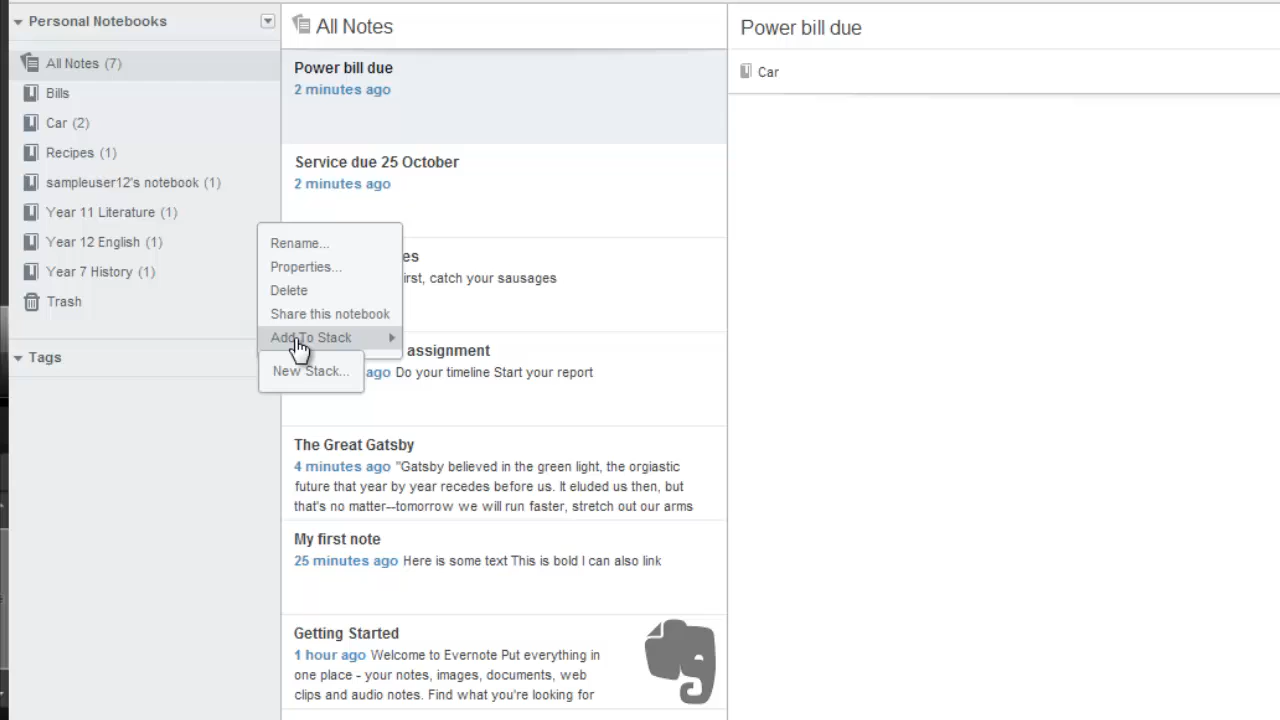 Personal Notebooks
All Notes (7)
Bills
Car (2)
Recipes (1)
sampleuser12's notebook (1)
Year 11 Literature (1)
Year 12 English (1)
Year 7 History (1)
Trash
Tags
Rename...
Properties...
Delete
Share this notebook
Add To Stack
New Stack...
All Notes
Power bill due
2 minutes ago
Service due 25 October
2 minutes ago
es
irst, catch your sausages
assignment
ago Do your timeline Start your report
The Great Gatsby
4 minutes ago "Gatsby believed in the green light, the orgiastic
future that year by year recedes before us. It eluded us then, but
that's no matter--tomorrow we will run faster, stretch out our arms
My first note
25 minutes ago Here is some text This is bold I can also link
Getting Started
1 hour ago Welcome to Evernote Put everything in
one place - your notes, images, documents, web
clips and audio notes. Find what you're looking for
Power bill due
Car